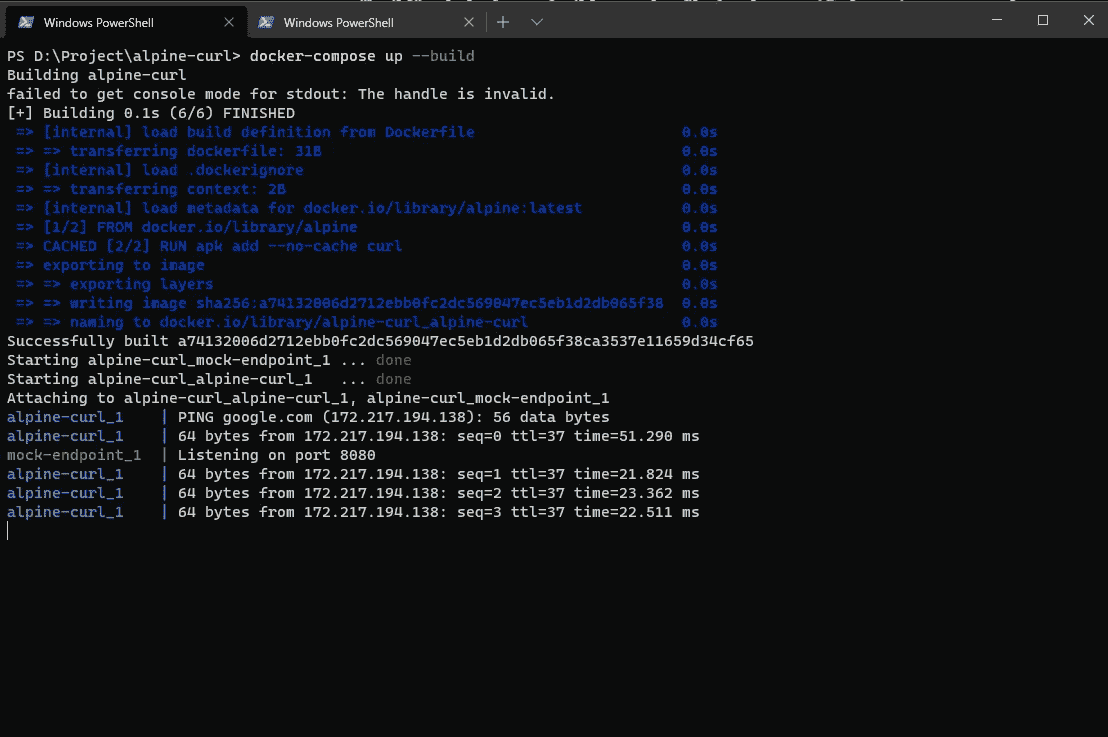 Windows PowerShell
Windows PowerShell
PS D:\Project\alpine-curl> docker-compose up --build
Building alpine-curl
failed to get console mode for stdout: The handle is invalid.
[+] Building 0.1s (6/6) FINISHED
=> [internal] load build definition from Dockerfile 0.0s
=> => transferring dockerfile: 31B 0.0s
=> [internal] load .dockerignore 0.0s
=> => transferring context: 2B 0.0s
=> [internal] load metadata for docker.io/library/alpine:latest 0.0s
=> [1/2] FROM docker.io/library/alpine 0.0s
=> CACHED [2/2] RUN apk add --no-cache curl 0.0s
=> exporting to image 0.0s
=> => exporting layers 0.0s
=> => writing image sha256:a74132006d2712ebb0fc2dc569047ec5eb1d2db065f38 0.0s
=> => naming to docker.io/library/alpine-curl_alpine-curl 0.0s
Successfully built a74132006d2712ebb0fc2dc569047ec5eb1d2db065f38ca3537e11659d34cf65
Starting alpine-curl_mock-endpoint_1 ... done
Starting alpine-curl_alpine-curl_1 ... done
Attaching to alpine-curl_alpine-curl_1, alpine-curl_mock-endpoint_1
alpine-curl_1 | PING google.com (172.217.194.138): 56 data bytes
alpine-curl_1 | 64 bytes from 172.217.194.138: seq=0 ttl=37 time=51.290 ms
mock-endpoint_1 | Listening on port 8080
alpine-curl_1 | 64 bytes from 172.217.194.138: seq=1 ttl=37 time=21.824 ms
alpine-curl_1 | 64 bytes from 172.217.194.138: seq=2 ttl=37 time=23.362 ms
alpine-curl_1 | 64 bytes from 172.217.194.138: seq=3 ttl=37 time=22.511 ms